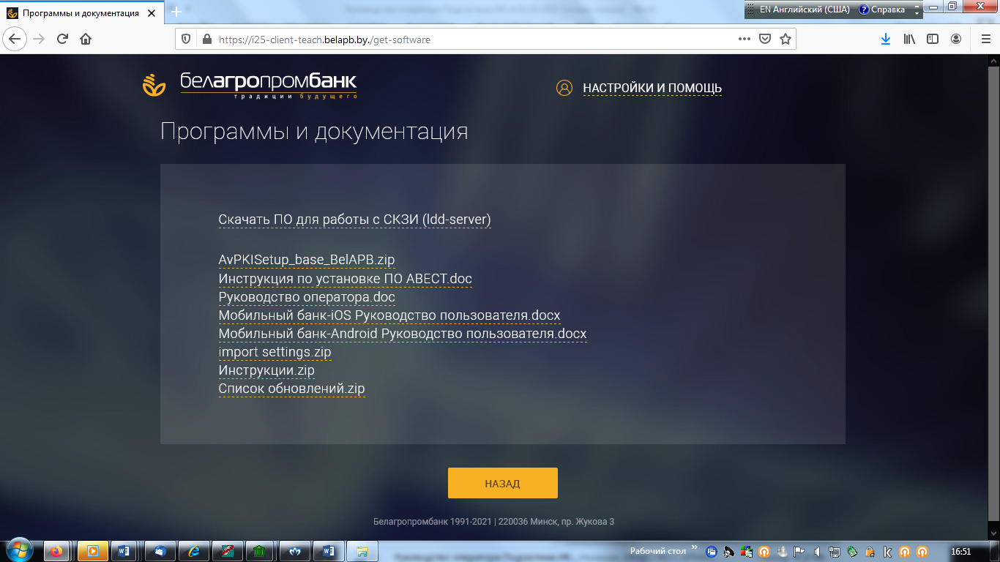 Программы и документация
EN Английский (США) Справка
https://i25-client-teach.belapb.by./get-software
белагропромбанк
традиции будущего
НАСТРОЙКИ И ПОМОЩЬ
Программы и документация
Скачать ПО для работы с СКЗИ (ldd-server)
AvPKISetup_base_BelAPB.zip
Инструкция по установке ПО АВЕСТ.doc
Руководство оператора.doc
Мобильный банк-iOS Руководство пользователя.docx
Мобильный банк-Android Руководство пользователя.docx
import settings.zip
Инструкции.zip
Список обновлений.zip
НАЗАД
Белагропромбанк 1991-2021 | 220036 Минск, пр. Жукова 3
Рабочий стол
16:51